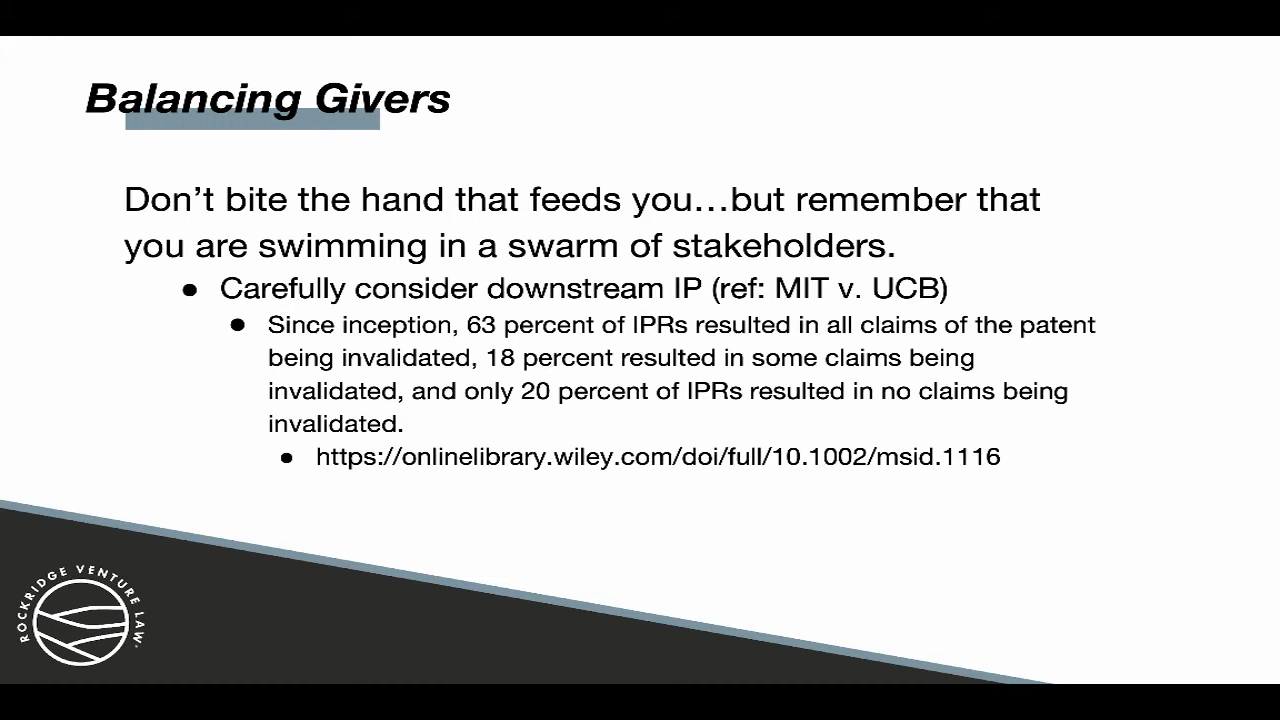 Balancing Givers
Don’t bite the hand that feeds you…but remember that
you are swimming in a swarm of stakeholders.
● Carefully consider downstream IP (ref: MIT v. UCB)
● Since inception, 63 percent of IPRs resulted in all claims of the patent
being invalidated, 18 percent resulted in some claims being
invalidated, and only 20 percent of IPRs resulted in no claims being
invalidated.
● https://onlinelibrary.wiley.com/doi/full/10.1002/msid.1116
ROCKRIDGE VENTURE LAW